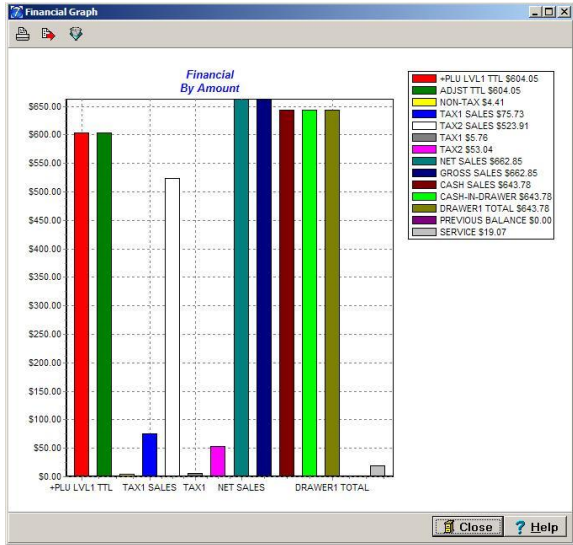 Financial Graph
Financial
By Amount
$650.00
$600.00
$550.00
$500.00
$450.00
$400.00
$350.00
$300.00
$250.00
$200.00
$150.00
$100.00
$50.00
$0.00
+PLU LVL1 TTL TAX1 SALES TAX1 NET SALES DRAWER1 TOTAL
+PLU LVL1 TTL $604.05
ADJST TTL $604.05
NON-TAX $4.41
TAX1 SALES $75.73
TAX2 SALES $523.91
TAX1 $5.76
TAX2 $53.04
NET SALES $662.85
GROSS SALES $662.85
CASH SALES $643.78
CASH-IN-DRAWER $643.78
DRAWER1 TOTAL $643.78
PREVIOUS BALANCE $0.00
SERVICE $19.07
Close ? Help